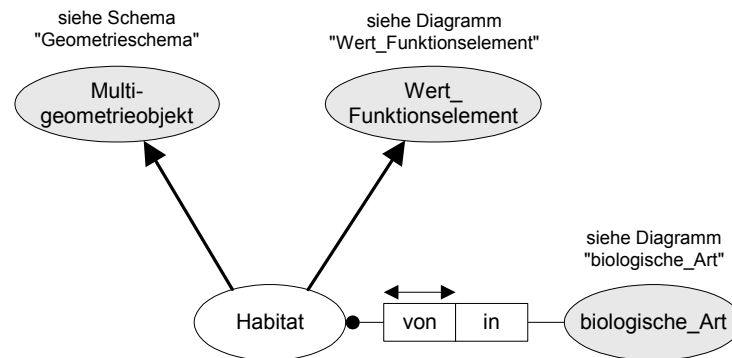 siehe Schema
"Geometrieschema"
siehe Diagramm
"Wert_Funktionselement"
Multi-
geometrieobjekt
Wert_
Funktionselement
siehe Diagramm
"biologische_Art"
Habitat
von
in
biologische_Art